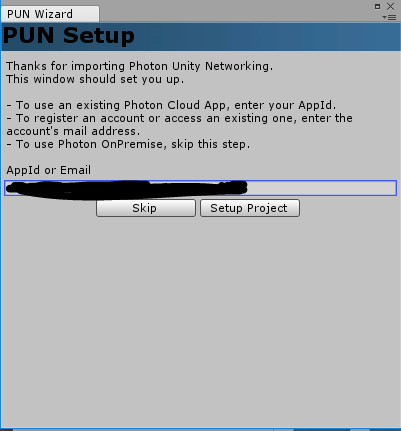 PUN Wizard
PUN Setup
Thanks for importing Photon Unity Networking.
This window should set you up.
- To use an existing Photon Cloud App, enter your AppId.
- To register an account or access an existing one, enter the
account's mail address.
- To use Photon OnPremise, skip this step.
AppId or Email
Skip
Setup Project